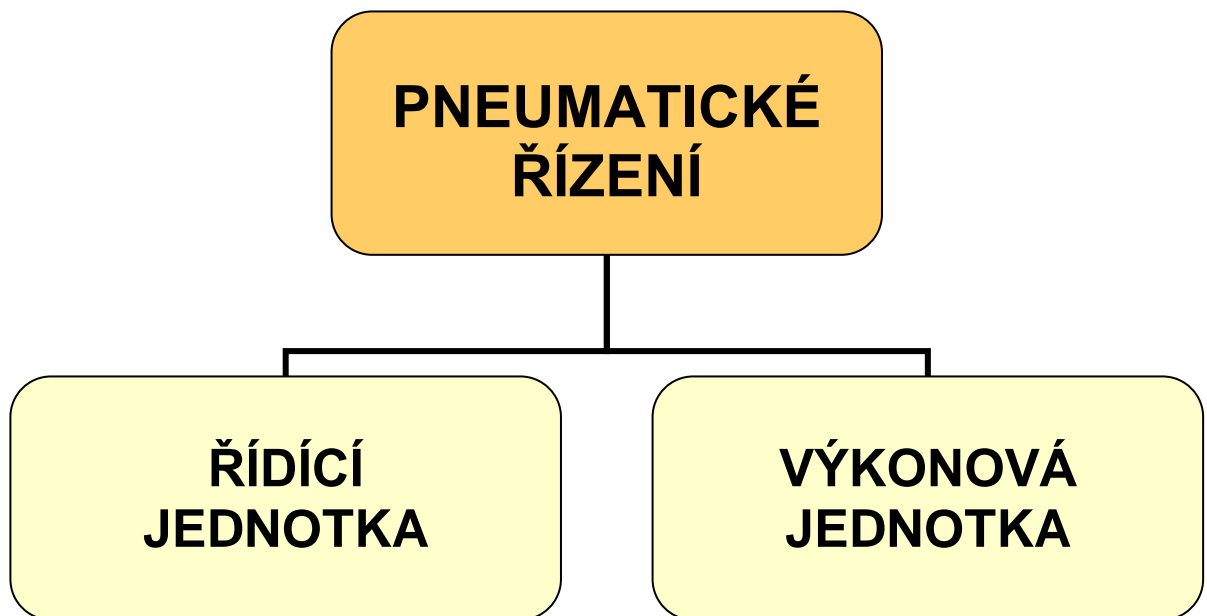 PNEUMATICKÉ
ŘÍZENÍ
ŘÍDÍCÍ
JEDNOTKA
VÝKONOVÁ
JEDNOTKA